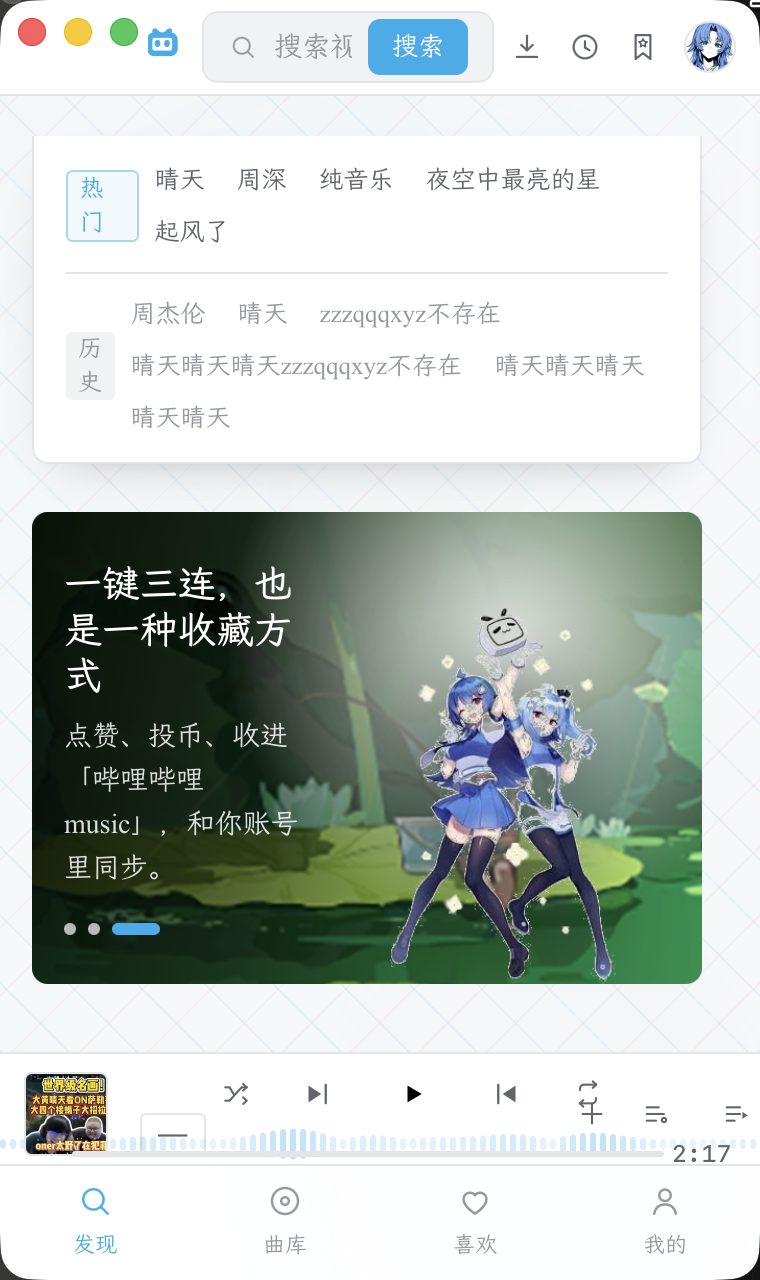 搜索视
搜索
热门
晴天 周深 纯音乐 夜空中最亮的星
起风了
历史
周杰伦 晴天 zzzqqqxyz不存在
晴天晴天晴天zzzqqqxyz不存在 晴天晴天晴天
晴天晴天
一键三连，也
是一种收藏方
式
点赞、投币、收进
「哔哩哔哩
music」，和你账号
里同步。
世界级名画!
2:17
发现 曲库 喜欢 我的